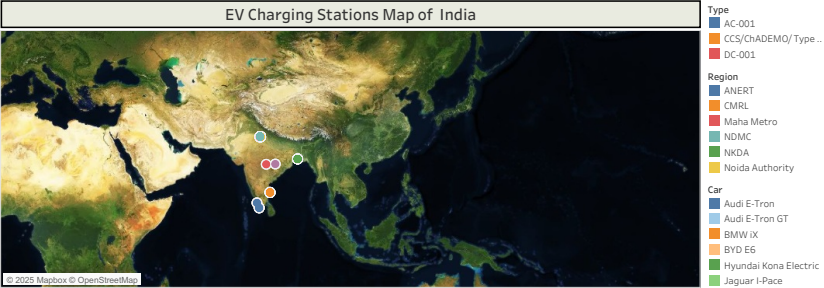 EV Charging Stations Map of India
Type
AC-001
CCS/ChADEMO/ Type ..
DC-001
Region
ANERT
CMRL
Maha Metro
NDMC
NKDA
Noida Authority
Car
Audi E-Tron
Audi E-Tron GT
BMW iX
BYD E6
Hyundai Kona Electric
Jaguar I-Pace
© 2025 Mapbox © OpenStreetMap